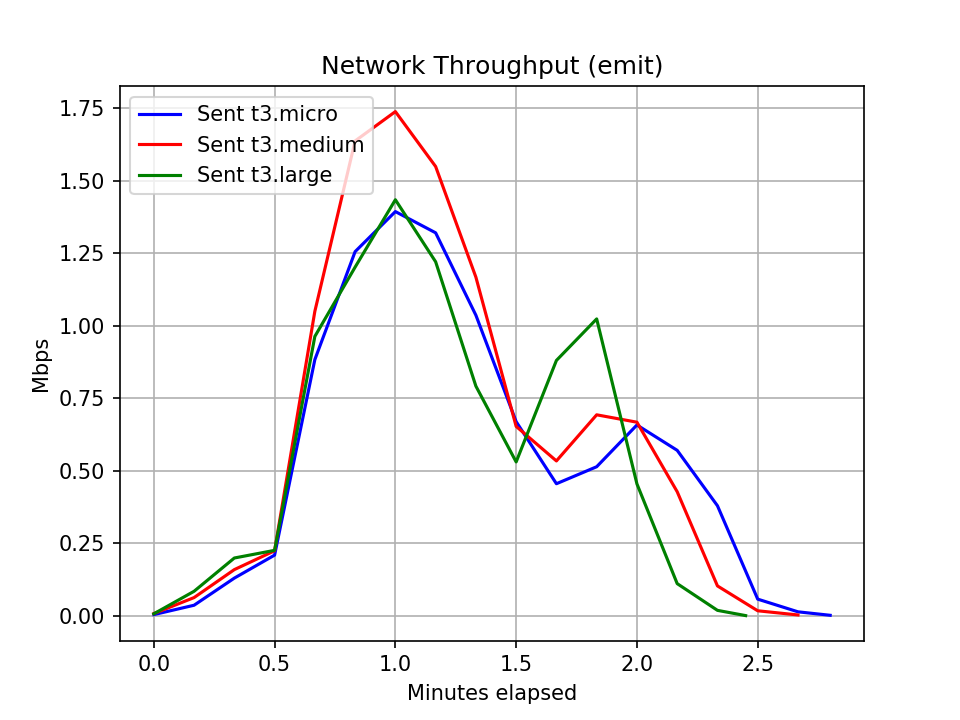 Network Throughput (emit)
Sent t3.micro
Sent t3.medium
Sent t3.large
Mbps
1.75
1.50
1.25
1.00
0.75
0.50
0.25
0.00
0.0 0.5 1.0 1.5 2.0 2.5
Minutes elapsed